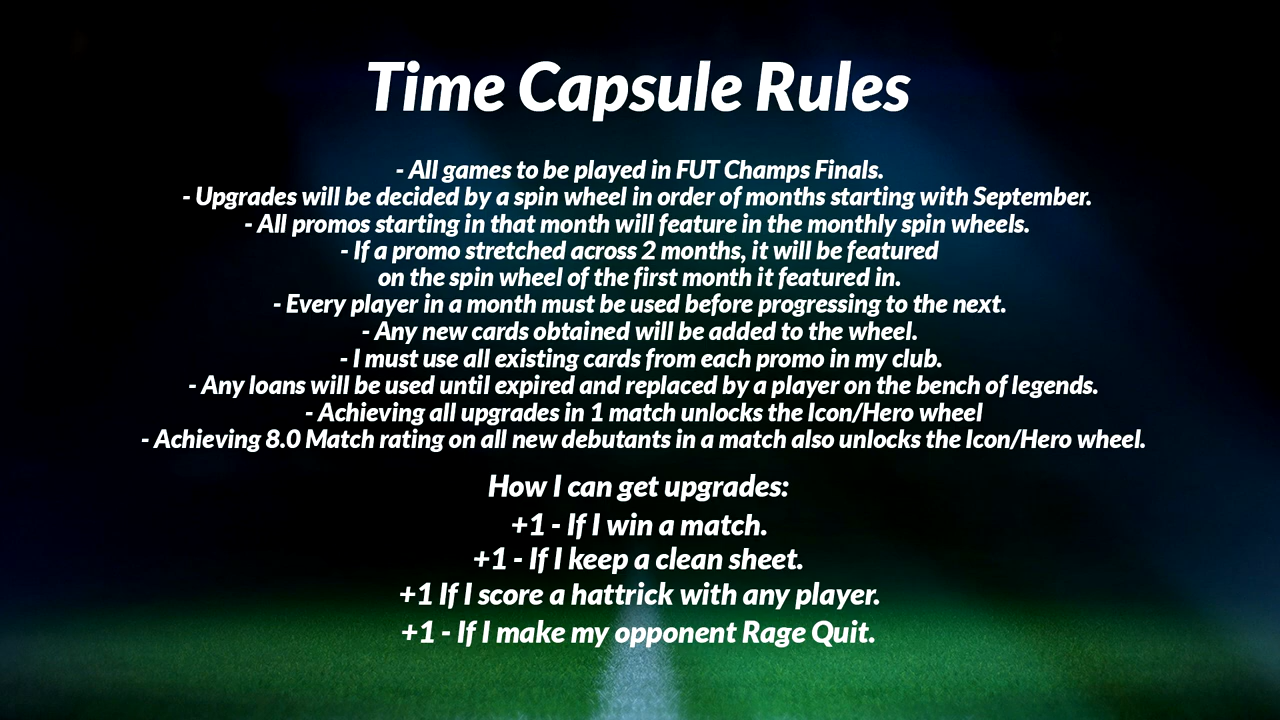 Time Capsule Rules
- All games to be played in FUT Champs Finals.
- Upgrades will be decided by a spin wheel in order of months starting with September.
- All promos starting in that month will feature in the monthly spin wheels.
- If a promo stretched across 2 months, it will be featured
on the spin wheel of the first month it featured in.
- Every player in a month must be used before progressing to the next.
- Any new cards obtained will be added to the wheel.
- I must use all existing cards from each promo in my club.
- Any loans will be used until expired and replaced by a player on the bench of legends.
- Achieving all upgrades in 1 match unlocks the Icon/Hero wheel
- Achieving 8.0 Match rating on all new debutants in a match also unlocks the Icon/Hero wheel.
How I can get upgrades:
+1 - If I win a match.
+1 - If I keep a clean sheet.
+1 If I score a hattrick with any player.
+1 - If I make my opponent Rage Quit.